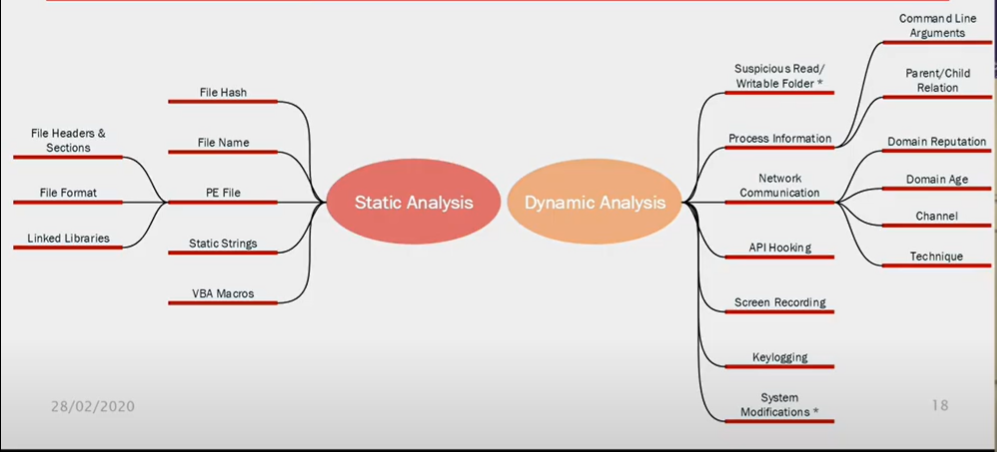 Command Line
Arguments
Suspicious Read/
Writable Folder *
Parent/Child
Relation
File Hash
File Headers &
Sections
File Name
Process Information
Domain Reputation
File Format
PE File
Static Analysis
Dynamic Analysis
Network
Communication
Domain Age
Channel
Linked Libraries
Static Strings
API Hooking
Technique
VBA Macros
Screen Recording
Keylogging
System
Modifications *
28/02/2020
18